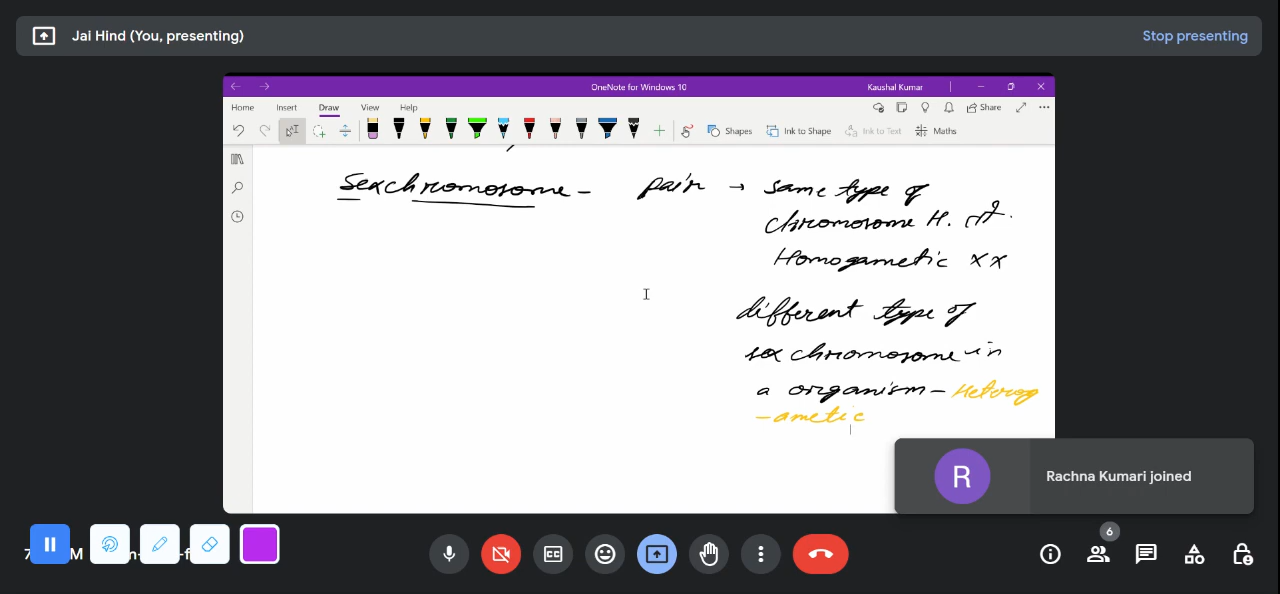 Jai Hind (You, presenting)
Stop presenting
OneNote for Windows 10
Kaushal Kumar
Home Insert Draw View Help
Share
Shapes
Ink to Shape
Ink to Text
Maths
Sexchromosome - pair → same type of
chromosome H.
Homogametic xx
different type of
sex chromosome in
a organism - Heterog
-ametic
R
Rachna Kumari joined
6